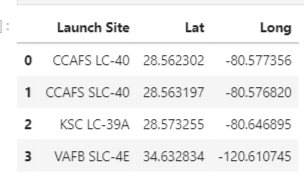 ]:
Launch Site Lat Long
0 CCAFS LC-40 28.562302 -80.577356
1 CCAFS SLC-40 28.563197 -80.576820
2 KSC LC-39A 28.573255 -80.646895
3 VAFB SLC-4E 34.632834 -120.610745